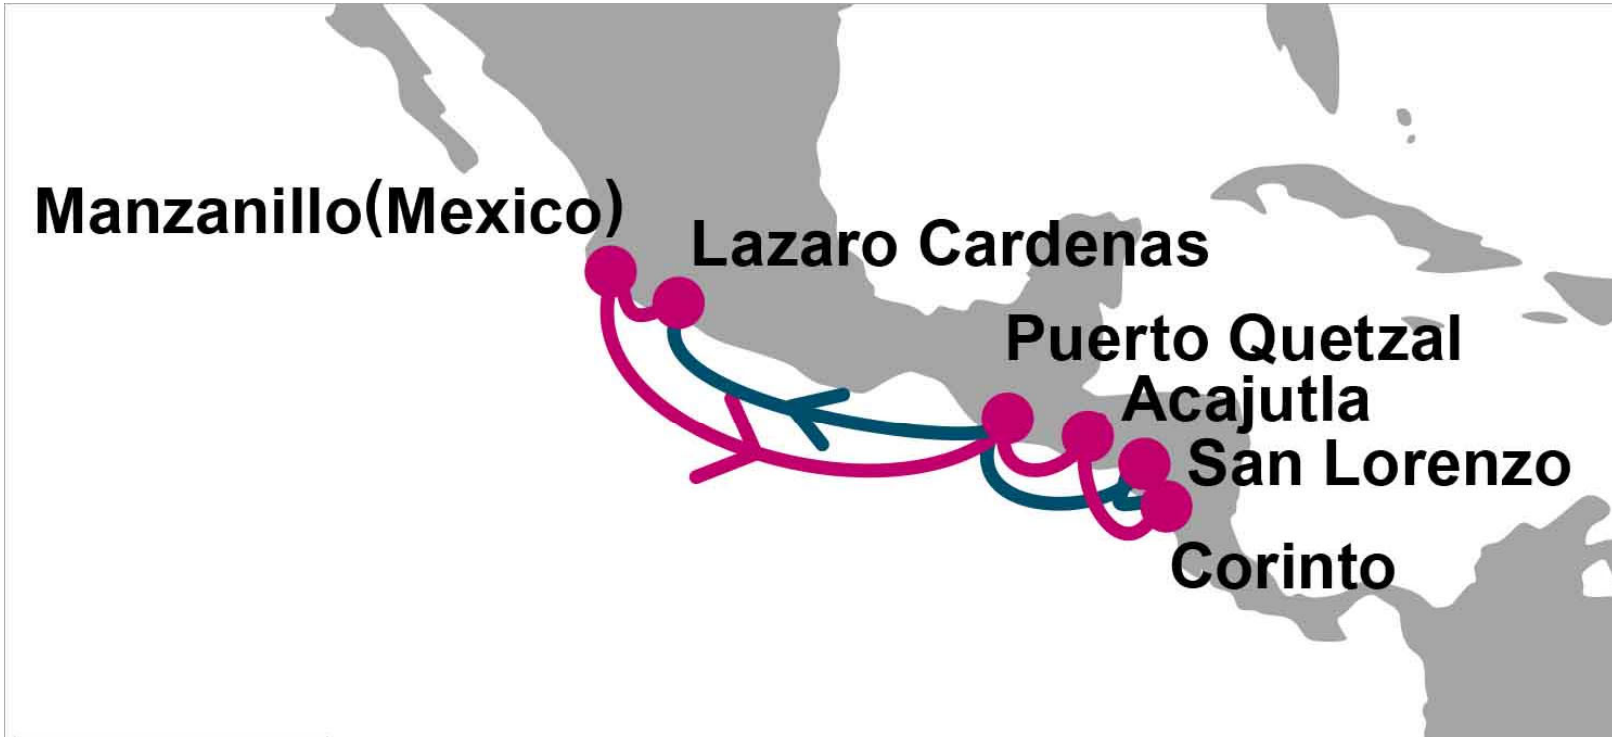 Manzanillo(Mexico)
Lazaro Cardenas
Puerto Quetzal
Acajutla
San Lorenzo
Corinto